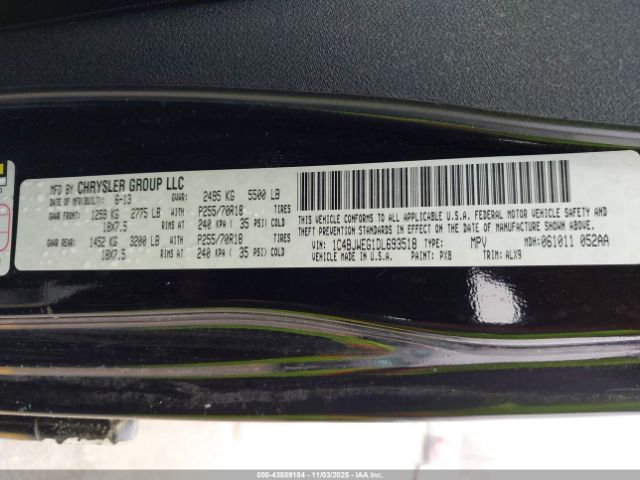 MFD BY CHRYSLER GROUP LLC
DATE OF MFR(BUILT): 6-13 GVWR: 2495 KG 5500 LB
GAWR FRONT: 1259 KG 2775 LB WITH P255/70R18 TIRES
18X7.5 RIMS AT 240 KPA ( 35 PSI) COLD
GAWR REAR: 1452 KG 3200 LB WITH P255/70R18 TIRES
18X7.5 RIMS AT 240 KPA ( 35 PSI) COLD
THIS VEHICLE CONFORMS TO ALL APPLICABLE U.S.A. FEDERAL MOTOR VEHICLE SAFETY AND
THEFT PREVENTION STANDARDS IN EFFECT ON THE DATE OF MANUFACTURE SHOWN ABOVE.
VIN: 1C4BJWEG1DL693518 TYPE: MPV MDH: 061011 052AA
VEHICLE MADE IN U.S.A. PAINT: PX8 TRIM: ALX9
000-43589184 - 11/03/2025 - IAAI.COM